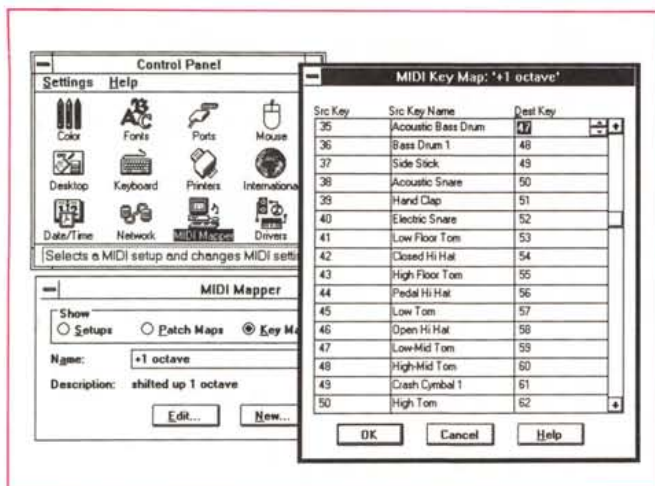 Control Panel
Settings Help
Color Fonts Ports Mouse
Desktop Keyboard Printers Internationa
Date/Time Network MIDI Mapper Drivers
Selects a MIDI setup and changes MIDI setti
MIDI Mapper
Show
Setups Patch Maps Key Ma
Name: +1 octave
Description: shifted up 1 octave
Edit... New...
MIDI Key Map: '+1 octave'
Src Key Src Key Name Dest Key
35 Acoustic Bass Drum 47
36 Bass Drum 1 48
37 Side Stick 49
38 Acoustic Snare 50
39 Hand Clap 51
40 Electric Snare 52
41 Low Floor Tom 53
42 Closed Hi Hat 54
43 High Floor Tom 55
44 Pedal Hi Hat 56
45 Low Tom 57
46 Open Hi Hat 58
47 Low-Mid Tom 59
48 High-Mid Tom 60
49 Crash Cymbal 1 61
50 High Tom 62
OK Cancel Help